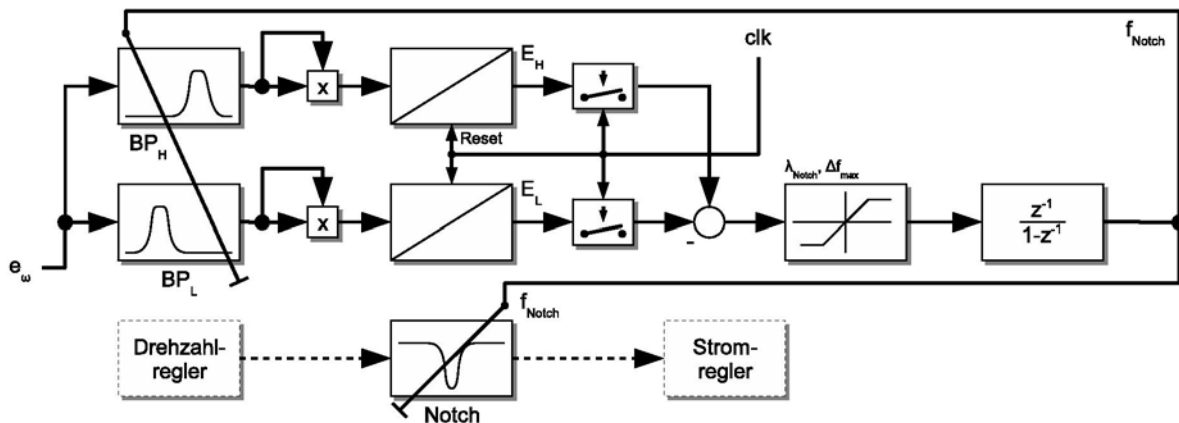 f_Notch
clk
E_H
x
BP_H
Reset
E_L
λ_Notch, Δf_max
x
z⁻¹
1-z⁻¹
-
e_ω
BP_L
f_Notch
Drehzahl-
regler
Strom-
regler
Notch